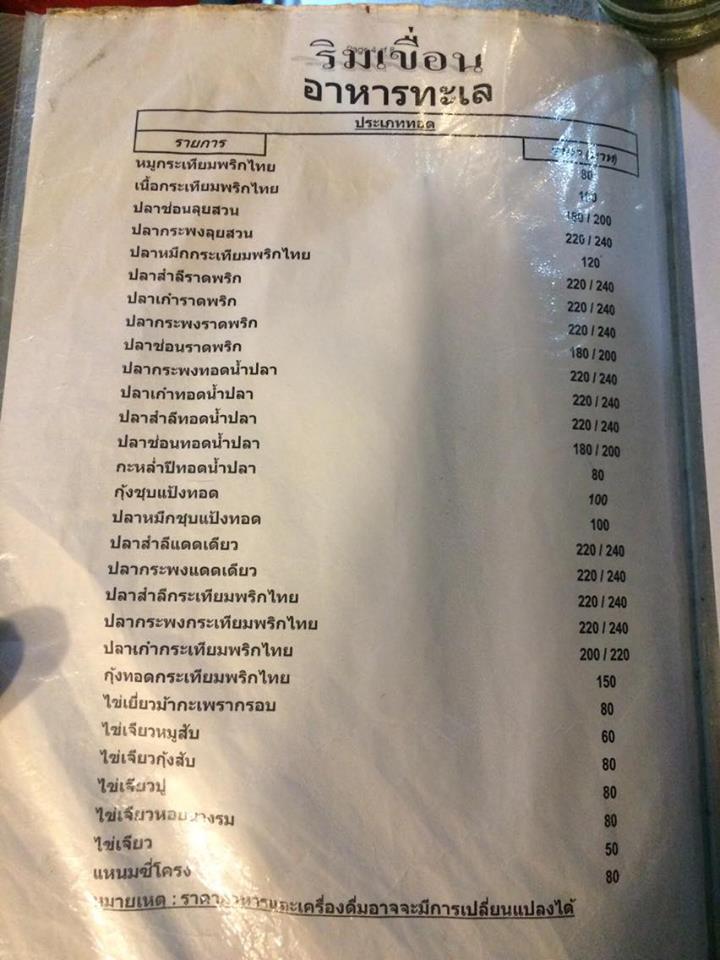 Page 4 of 8
ริมเขื่อน
อาหารทะเล
ประเภททอด
รายการ (บาท)
หมูกระเทียมพริกไทย 80
เนื้อกระเทียมพริกไทย
ปลาช่อนลุยสวน 180 / 200
ปลากระพงลุยสวน 220 / 240
ปลาหมึกกระเทียมพริกไทย 120
ปลาสำลีราดพริก 220 / 240
ปลาเก๋าราดพริก 220 / 240
ปลากระพงราดพริก 220 / 240
ปลาช่อนราดพริก 180 / 200
ปลากระพงทอดน้ำปลา 220 / 240
ปลาเก๋าทอดน้ำปลา 220 / 240
ปลาสำลีทอดน้ำปลา 220 / 240
ปลาช่อนทอดน้ำปลา 180 / 200
กะหล่ำปีทอดน้ำปลา 80
กุ้งชุบแป้งทอด 100
ปลาหมึกชุบแป้งทอด 100
ปลาสำลีแดดเดียว 220 / 240
ปลากระพงแดดเดียว 220 / 240
ปลาสำลีกระเทียมพริกไทย 220 / 240
ปลากระพงกระเทียมพริกไทย 220 / 240
ปลาเก๋ากระเทียมพริกไทย 200 / 220
กุ้งทอดกระเทียมพริกไทย 150
ไข่เยี่ยวม้ากะเพรากรอบ 80
ไข่เจียวหมูสับ 60
ไข่เจียวกุ้งสับ 80
ไข่เจียวปู 80
ไข่เจียวหอยนางรม 80
ไข่เจียว 50
แหนมซี่โครง 80
หมายเหตุ : ราคาอาหารและเครื่องดื่มอาจจะมีการเปลี่ยนแปลงได้